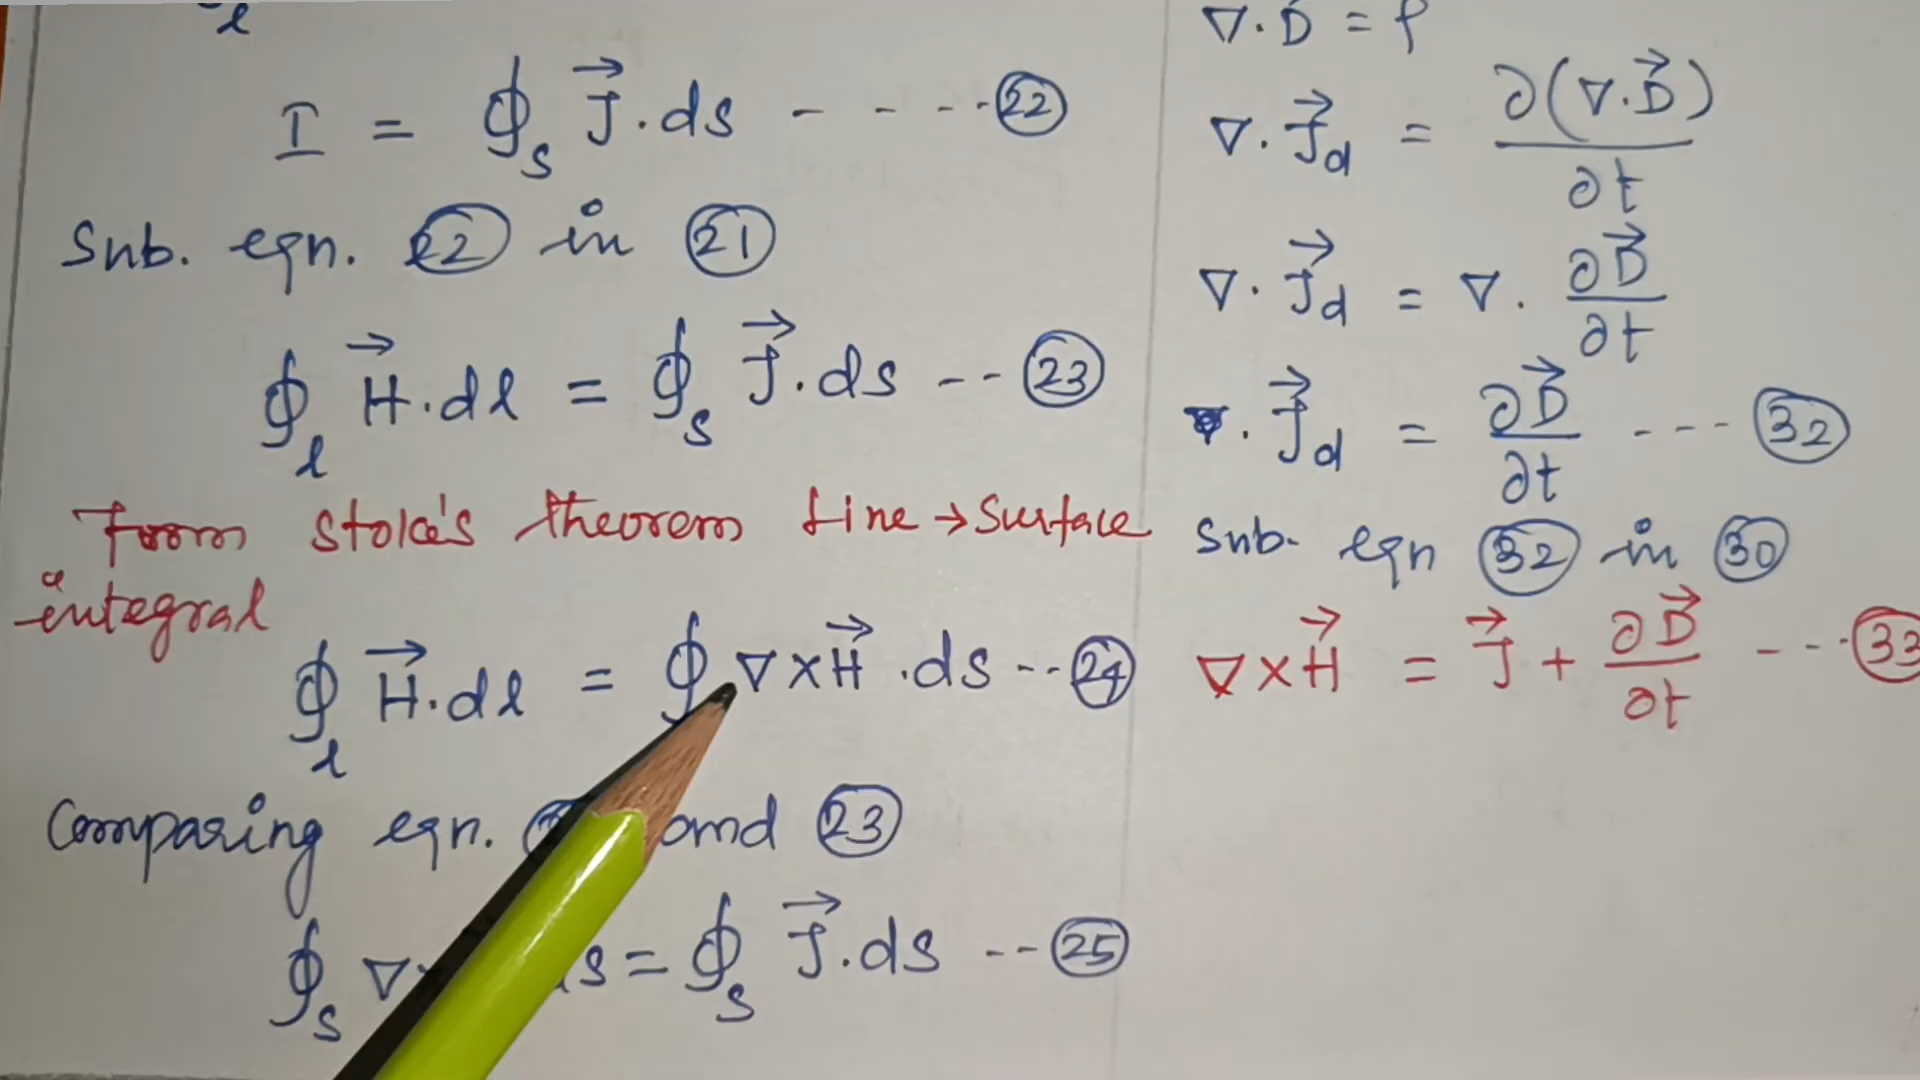 l
I = ∮s J⃗.ds - - - -- (22)
Sub. eqn. (22) in (21)
∮l H⃗.dl = ∮s J⃗.ds -- (23)
From stoke's theorem Line → Surface
integral
∮l H⃗.dl = ∮ ∇×H⃗ .ds -- (24)
Comparing eqn. and (23)
∮s ∇ s = ∮s J⃗.ds -- (25)
∇.D = ρ
∇.J⃗d = ∂(∇.D⃗)/∂t
∇.J⃗d = ∇. ∂D⃗/∂t
. J⃗d = ∂D⃗/∂t --- (32)
Sub. eqn (32) in (30)
∇×H⃗ = J⃗ + ∂D⃗/∂t --- (33